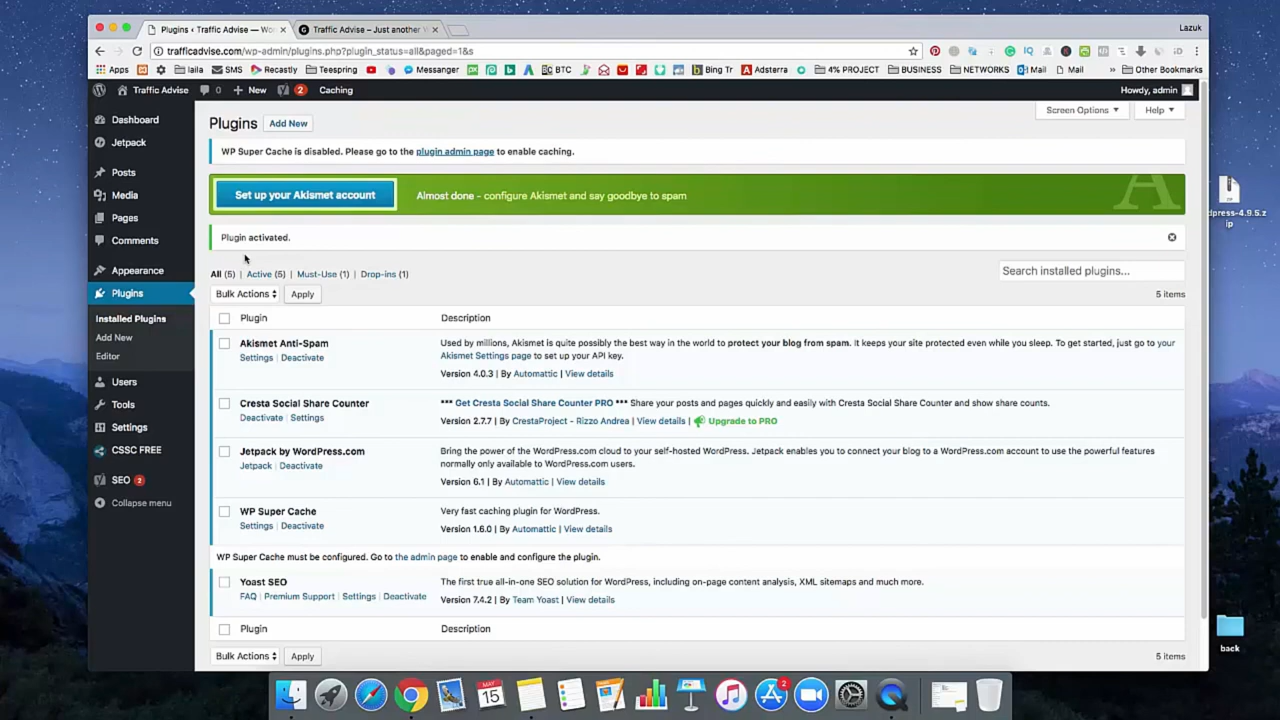 Plugins ‹ Traffic Advise — Wo
Traffic Advise – Just another W
Lazuk
trafficadvise.com/wp-admin/plugins.php?plugin_status=all&paged=1&s
Apps
laila
SMS
Recastly
Teespring
Messanger
BTC
Bing Tr
Adsterra
4% PROJECT
BUSINESS
NETWORKS
Mail
Mail
»
Other Bookmarks
Traffic Advise
0
New
2
Caching
Howdy, admin
Dashboard
Jetpack
Posts
Media
Pages
Comments
Appearance
Plugins
Installed Plugins
Add New
Editor
Users
Tools
Settings
CSSC FREE
SEO 2
Collapse menu
Plugins Add New
Screen Options
Help
WP Super Cache is disabled. Please go to the plugin admin page to enable caching.
Set up your Akismet account
Almost done - configure Akismet and say goodbye to spam
A
Plugin activated.
All (5) | Active (5) | Must-Use (1) | Drop-ins (1)
Search installed plugins...
Bulk Actions
Apply
5 items
Plugin
Description
Akismet Anti-Spam
Settings | Deactivate
Used by millions, Akismet is quite possibly the best way in the world to protect your blog from spam. It keeps your site protected even while you sleep. To get started, just go to your
Akismet Settings page to set up your API key.
Version 4.0.3 | By Automattic | View details
Cresta Social Share Counter
Deactivate | Settings
*** Get Cresta Social Share Counter PRO *** Share your posts and pages quickly and easily with Cresta Social Share Counter and show share counts.
Version 2.7.7 | By CrestaProject - Rizzo Andrea | View details | Upgrade to PRO
Jetpack by WordPress.com
Jetpack | Deactivate
Bring the power of the WordPress.com cloud to your self-hosted WordPress. Jetpack enables you to connect your blog to a WordPress.com account to use the powerful features
normally only available to WordPress.com users.
Version 6.1 | By Automattic | View details
WP Super Cache
Settings | Deactivate
Very fast caching plugin for WordPress.
Version 1.6.0 | By Automattic | View details
WP Super Cache must be configured. Go to the admin page to enable and configure the plugin.
Yoast SEO
FAQ | Premium Support | Settings | Deactivate
The first true all-in-one SEO solution for WordPress, including on-page content analysis, XML sitemaps and much more.
Version 7.4.2 | By Team Yoast | View details
Plugin
Description
Bulk Actions
Apply
5 items
dpress-4.9.5.z
ip
back
MAY
15
2